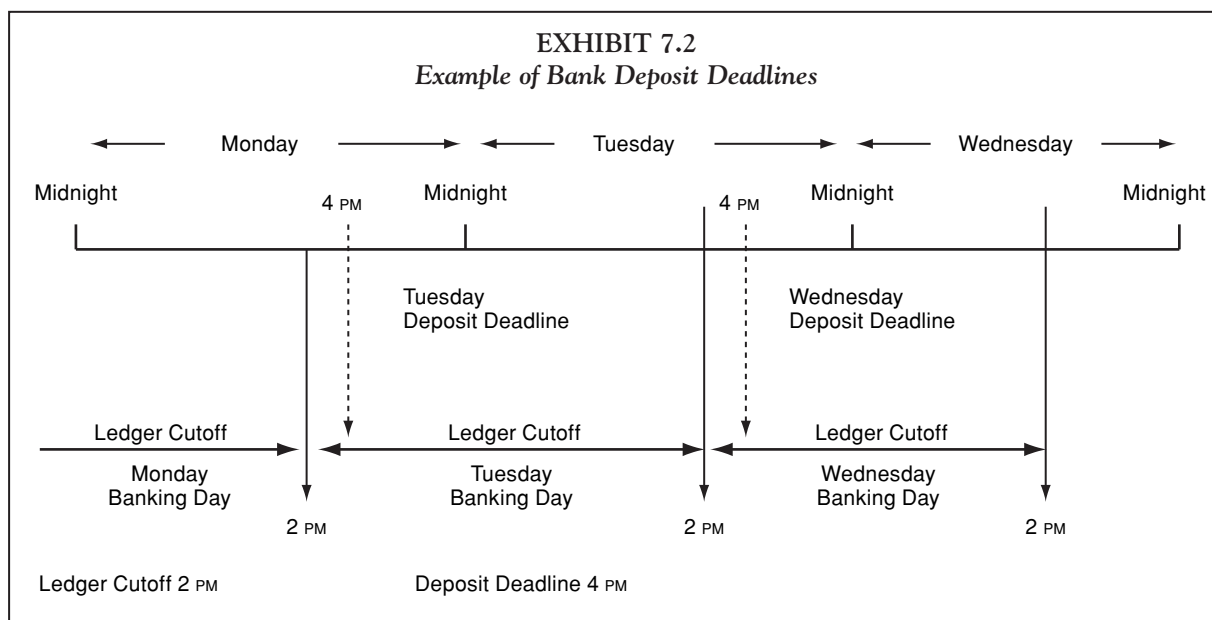 EXHIBIT 7.2
Example of Bank Deposit Deadlines
Monday Tuesday Wednesday
Midnight 4 PM Midnight 4 PM Midnight Midnight
Tuesday
Deposit Deadline
Wednesday
Deposit Deadline
Ledger Cutoff Ledger Cutoff Ledger Cutoff
Monday
Banking Day
Tuesday
Banking Day
Wednesday
Banking Day
2 PM 2 PM 2 PM
Ledger Cutoff 2 PM Deposit Deadline 4 PM